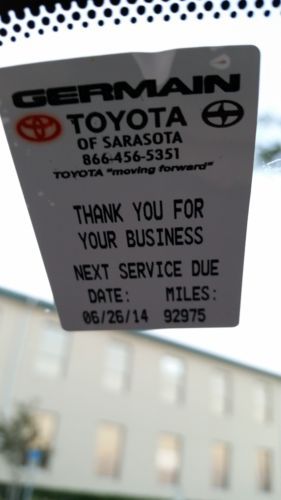 GERMAIN
TOYOTA
OF SARASOTA
866-456-5351
TOYOTA "moving forward"
THANK YOU FOR
YOUR BUSINESS
NEXT SERVICE DUE
DATE: MILES:
06/26/14 92975